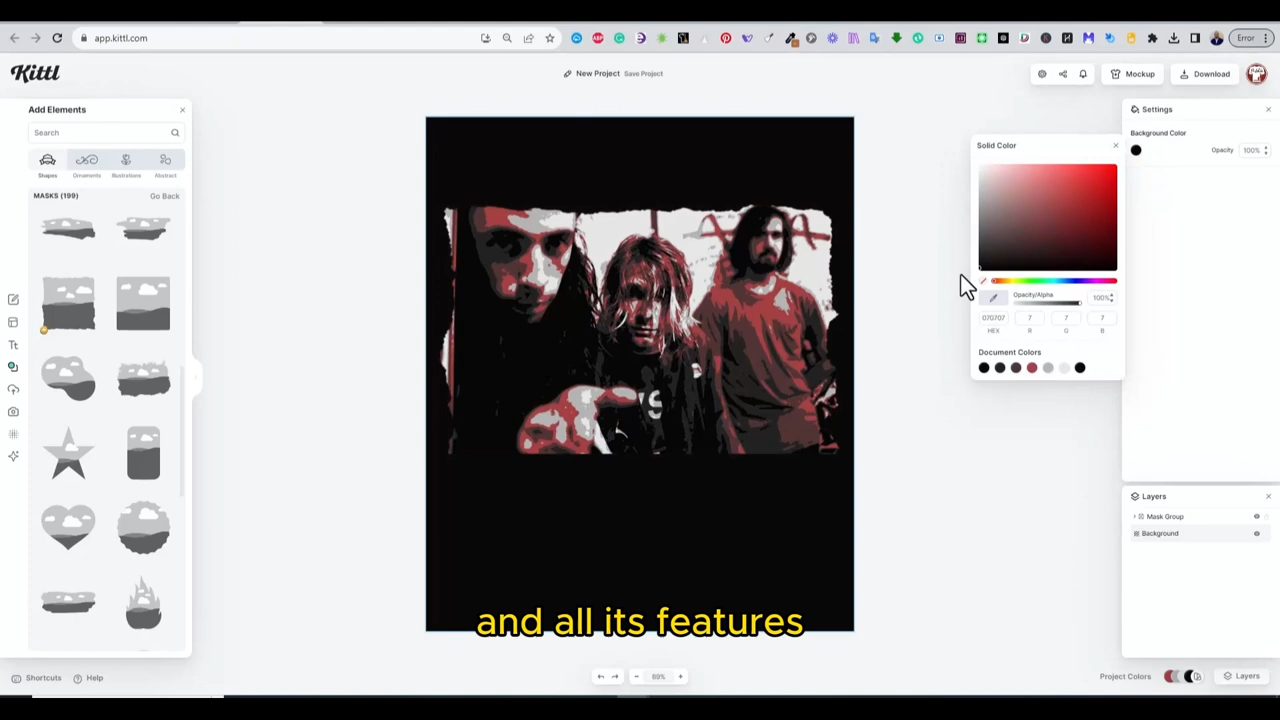 app.kittl.com
Error
Kittl
New Project Save Project
Mockup
Download
Add Elements
Search
Shapes Ornaments Illustrations Abstract
MASKS (199) Go Back
Settings
Background Color
Opacity 100%
Solid Color
Opacity/Alpha
100%
070707 7 7 7
HEX R G B
Document Colors
Layers
Mask Group
Background
and all its features
Shortcuts Help
89%
Project Colors
Layers